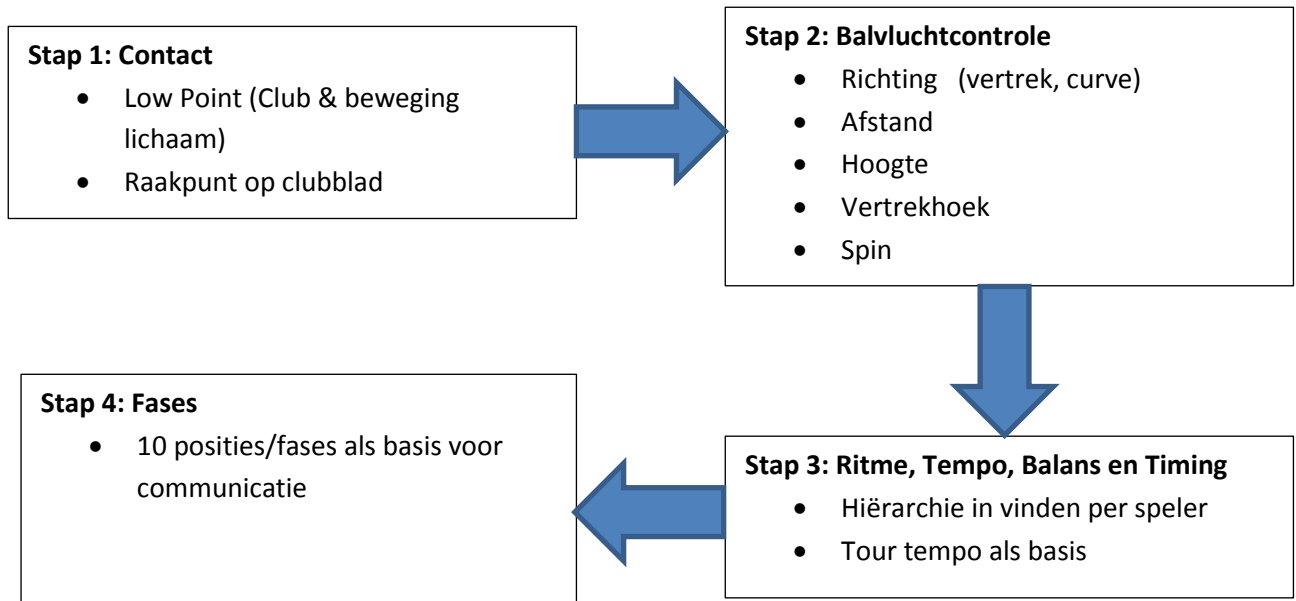 Stap 1: Contact
• Low Point (Club & beweging
lichaam)
• Raakpunt op clubblad
Stap 2: Balvluchtcontrole
• Richting (vertrek, curve)
• Afstand
• Hoogte
• Vertrekhoek
• Spin
Stap 3: Ritme, Tempo, Balans en Timing
• Hiërarchie in vinden per speler
• Tour tempo als basis
Stap 4: Fases
• 10 posities/fases als basis voor
communicatie